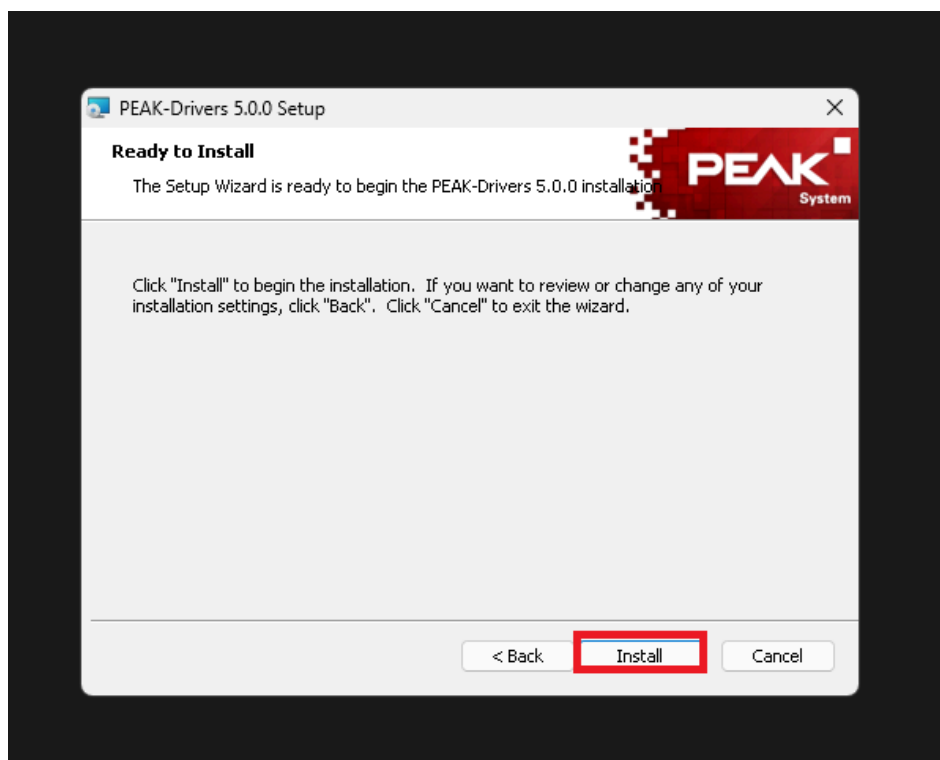 PEAK-Drivers 5.0.0 Setup
Ready to Install
The Setup Wizard is ready to begin the PEAK-Drivers 5.0.0 installation
PEAK
System
Click "Install" to begin the installation. If you want to review or change any of your
installation settings, click "Back". Click "Cancel" to exit the wizard.
< Back
Install
Cancel